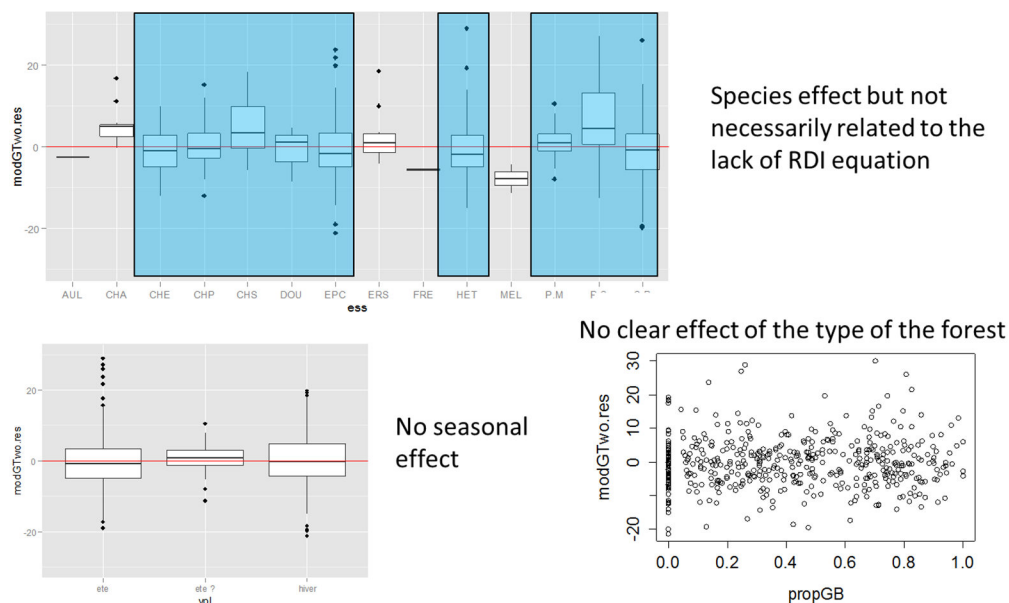 modGTwo.res
20
0
-20
AUL CHA CHE CHP CHS DOU EPC ERS FRE HET MEL P.M
ess
Species effect but not
necessarily related to the
lack of RDI equation
modGTwo.res
20
0
-20
ete ete ? hiver
No seasonal
effect
No clear effect of the type of the forest
modGTwo.res
30
20
10
0
-20
0.0 0.2 0.4 0.6 0.8 1.0
propGB